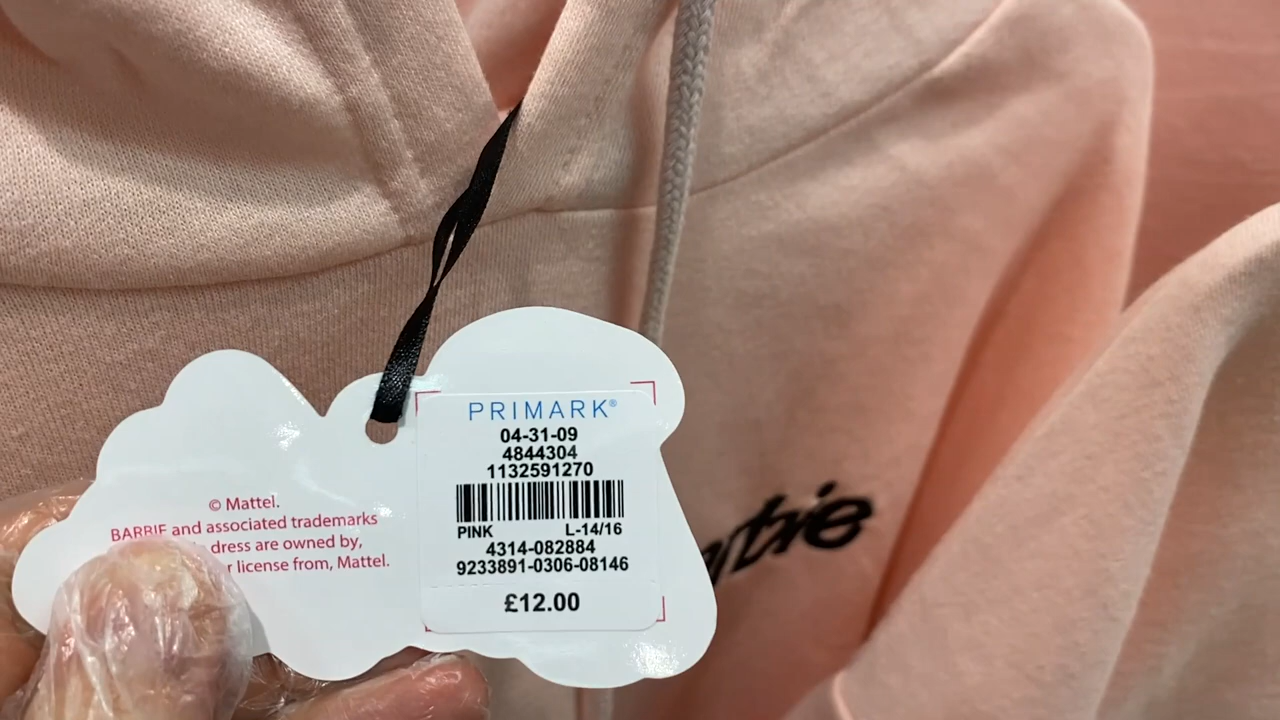 © Mattel.
BARBIE and associated trademarks
dress are owned by,
license from, Mattel.
PRIMARK®
04-31-09
4844304
1132591270
PINK L-14/16
4314-082884
9233891-0306-08146
£12.00